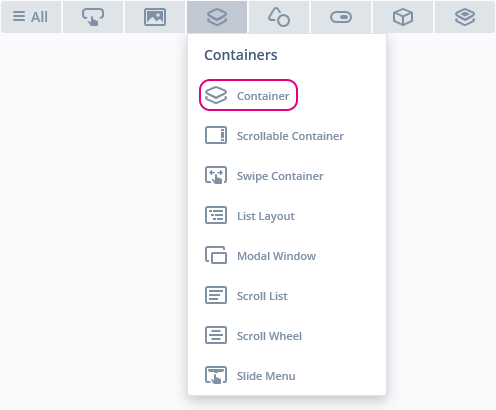 All
Containers
Container
Scrollable Container
Swipe Container
List Layout
Modal Window
Scroll List
Scroll Wheel
Slide Menu